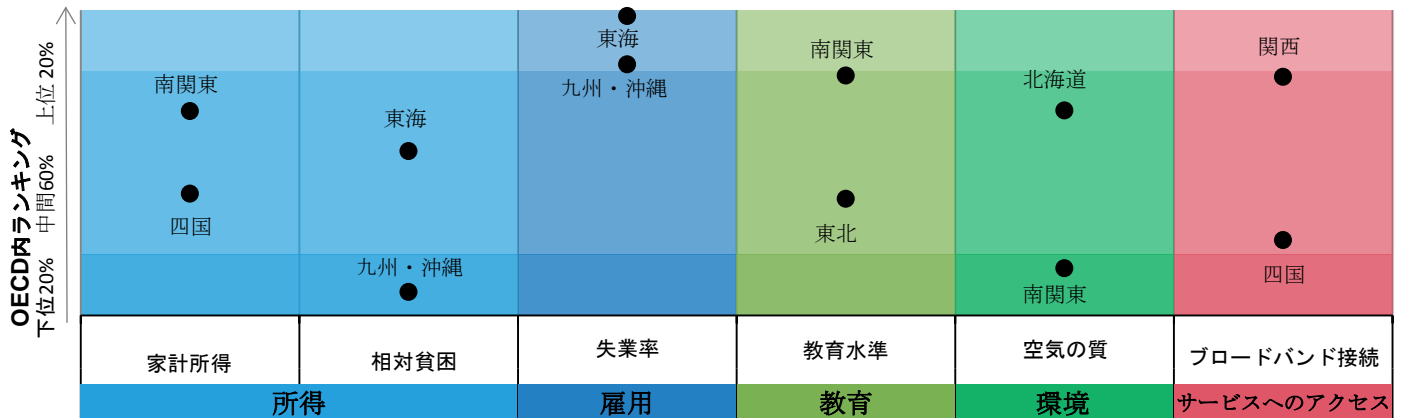 OECD内ランキング
下位20% 中間60% 上位 20%
南関東
四国
東海
九州・沖縄
東海
九州・沖縄
南関東
東北
北海道
南関東
関西
四国
家計所得
相対貧困
失業率
教育水準
空気の質
ブロードバンド接続
所得
雇用
教育
環境
サービスへのアクセス